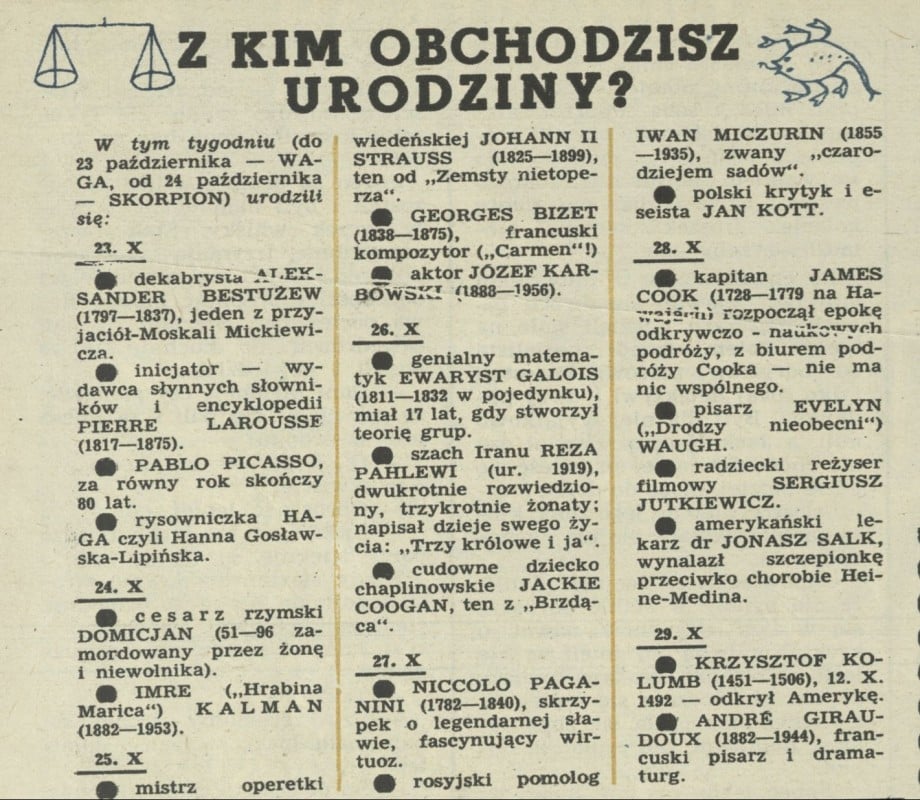 Z KIM OBCHODZISZ
URODZINY?
W tym tygodniu (do
23 października — WA-
GA, od 24 października
— SKORPION) urodzili
się:
23. X
● dekabrysta ALEK-
SANDER BESTUŻEW
(1797—1837), jeden z przy-
jaciół-Moskali Mickiewi-
cza.
● inicjator — wy-
dawca słynnych słowni-
ków i encyklopedii
PIERRE LAROUSSE
(1817—1875).
● PABLO PICASSO,
za równy rok skończy
80 lat.
● rysowniczka HA-
GA czyli Hanna Gosław-
ska-Lipińska.
24. X
● cesarz rzymski
DOMICJAN (51—96 za-
mordowany przez żonę
i niewolnika).
● IMRE („Hrabina
Marica“) KALMAN
(1882—1953).
25. X
● mistrz operetki
wiedeńskiej JOHANN II
STRAUSS (1825—1899),
ten od „Zemsty nietope-
rza“.
● GEORGES BIZET
(1838—1875), francuski
kompozytor („Carmen“!)
● aktor JÓZEF KAR-
BOWSKI (1888—1956).
26. X
● genialny matema-
tyk EWARYST GALOIS
(1811—1832 w pojedynku),
miał 17 lat, gdy stworzył
teorię grup.
● szach Iranu REZA
PAHLEWI (ur. 1919),
dwukrotnie rozwiedzio-
ny, trzykrotnie żonaty;
napisał dzieje swego ży-
cia: „Trzy królowe i ja“.
● cudowne dziecko
chaplinowskie JACKIE
COOGAN, ten z „Brzdą-
ca“.
27. X
● NICCOLO PAGA-
NINI (1782—1840), skrzy-
pek o legendarnej sła-
wie, fascynujący wir-
tuoz.
● rosyjski pomolog
IWAN MICZURIN (1855
—1935), zwany „czaro-
dziejem sadów“.
● polski krytyk i e-
seista JAN KOTT.
28. X
● kapitan JAMES
COOK (1728—1779 na Ha-
wajach) rozpoczął epokę
odkrywczo - naukowych
podróży, z biurem pod-
róży Cooka — nie ma
nic wspólnego.
● pisarz EVELYN
(„Drodzy nieobecni“)
WAUGH.
● radziecki reżyser
filmowy SERGIUSZ
JUTKIEWICZ.
● amerykański le-
karz dr JONASZ SALK,
wynalazł szczepionkę
przeciwko chorobie Hei-
ne-Medina.
29. X
● KRZYSZTOF KO-
LUMB (1451—1506), 12. X.
1492 — odkrył Amerykę.
● ANDRÉ GIRAU-
DOUX (1882—1944), fran-
cuski pisarz i drama-
turg.